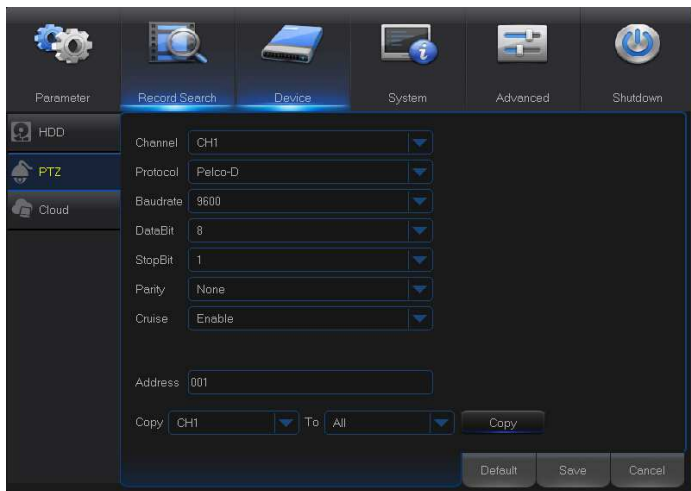 Parameter Record Search Device System Advanced Shutdown
HDD
PTZ
Cloud
Channel CH1
Protocol Pelco-D
Baudrate 9600
DataBit 8
StopBit 1
Parity None
Cruise Enable
Address 001
Copy CH1 To All Copy
Default Save Cancel